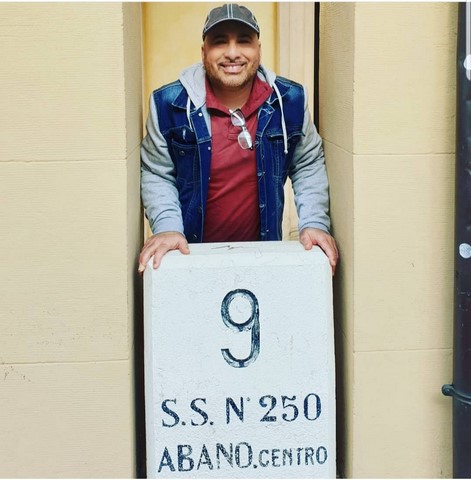 9
S.S. N° 250
ABANO.CENTRO